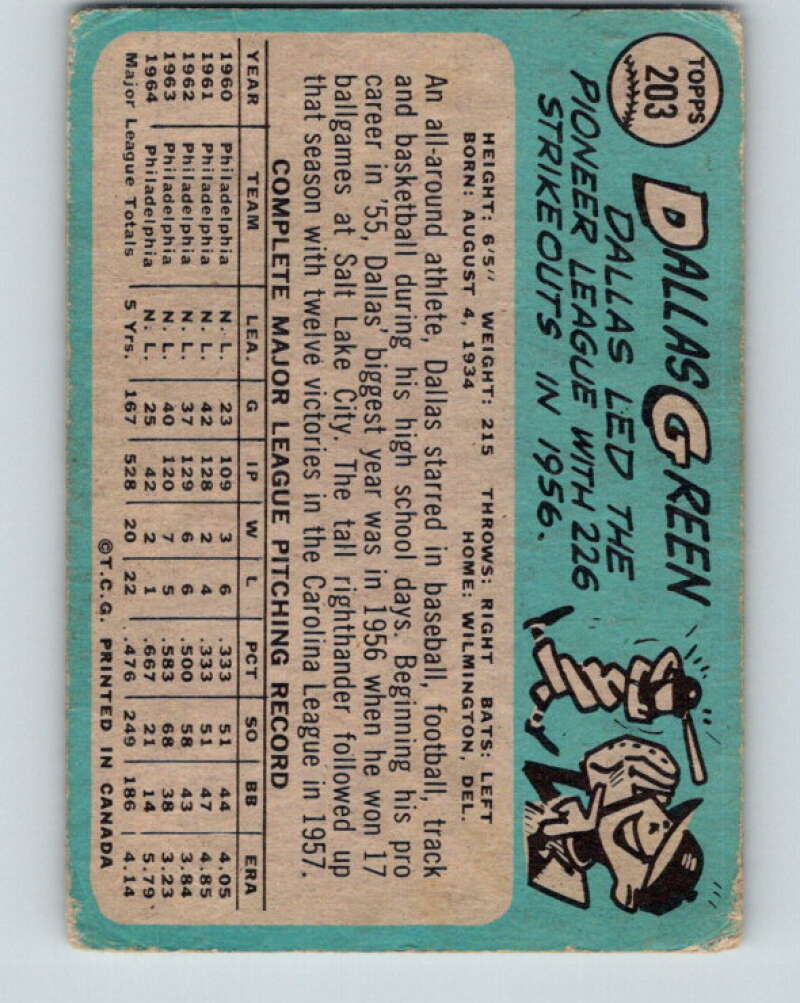 TOPPS
203
DALLAS GREEN
DALLAS LED THE
PIONEER LEAGUE WITH 226
STRIKEOUTS IN 1956.
HEIGHT: 6'5" WEIGHT: 215 THROWS: RIGHT BATS: LEFT
BORN: AUGUST 4, 1934 HOME: WILMINGTON, DEL.
An all-around athlete, Dallas starred in baseball, football, track
and basketball during his high school days. Beginning his pro
career in '55, Dallas' biggest year was in 1956 when he won 17
ballgames at Salt Lake City. The tall righthander followed up
that season with twelve victories in the Carolina League in 1957.
COMPLETE MAJOR LEAGUE PITCHING RECORD
YEAR TEAM LEA. G IP W L PCT SO BB ERA
1960 Philadelphia N. L. 23 109 3 6 .333 51 44 4.05
1961 Philadelphia N. L. 42 128 2 4 .333 51 47 4.85
1962 Philadelphia N. L. 37 129 6 6 .500 58 43 3.84
1963 Philadelphia N. L. 40 120 7 5 .583 68 38 3.23
1964 Philadelphia N. L. 25 42 2 1 .667 21 14 5.79
Major League Totals 5 Yrs. 167 528 20 22 .476 249 186 4.14
©T.C.G. PRINTED IN CANADA